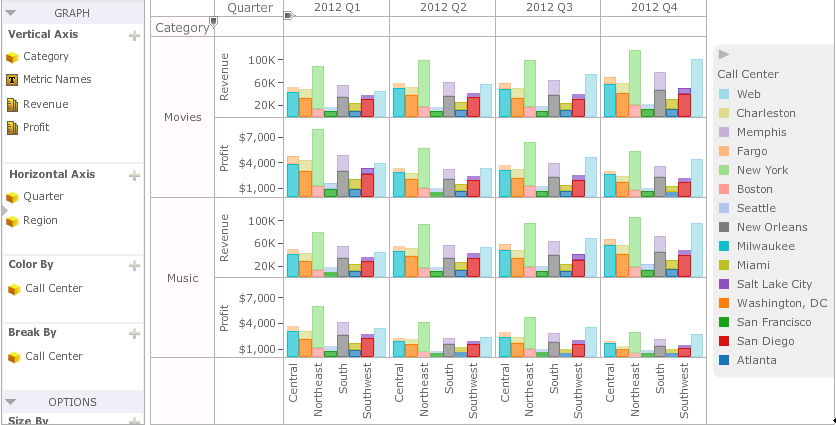 GRAPH
Vertical Axis
Category
Metric Names
Revenue
Profit
Horizontal Axis
Quarter
Region
Color By
Call Center
Break By
Call Center
OPTIONS
Size By
Quarter
2012 Q1
2012 Q2
2012 Q3
2012 Q4
Category
Movies
Revenue
100K
60K
20K
Profit
$7,000
$4,000
$1,000
Music
Revenue
100K
60K
20K
Profit
$7,000
$4,000
$1,000
Central
Northeast
South
Southwest
Central
Northeast
South
Southwest
Central
Northeast
South
Southwest
Central
Northeast
South
Southwest
Call Center
Web
Charleston
Memphis
Fargo
New York
Boston
Seattle
New Orleans
Milwaukee
Miami
Salt Lake City
Washington, DC
San Francisco
San Diego
Atlanta